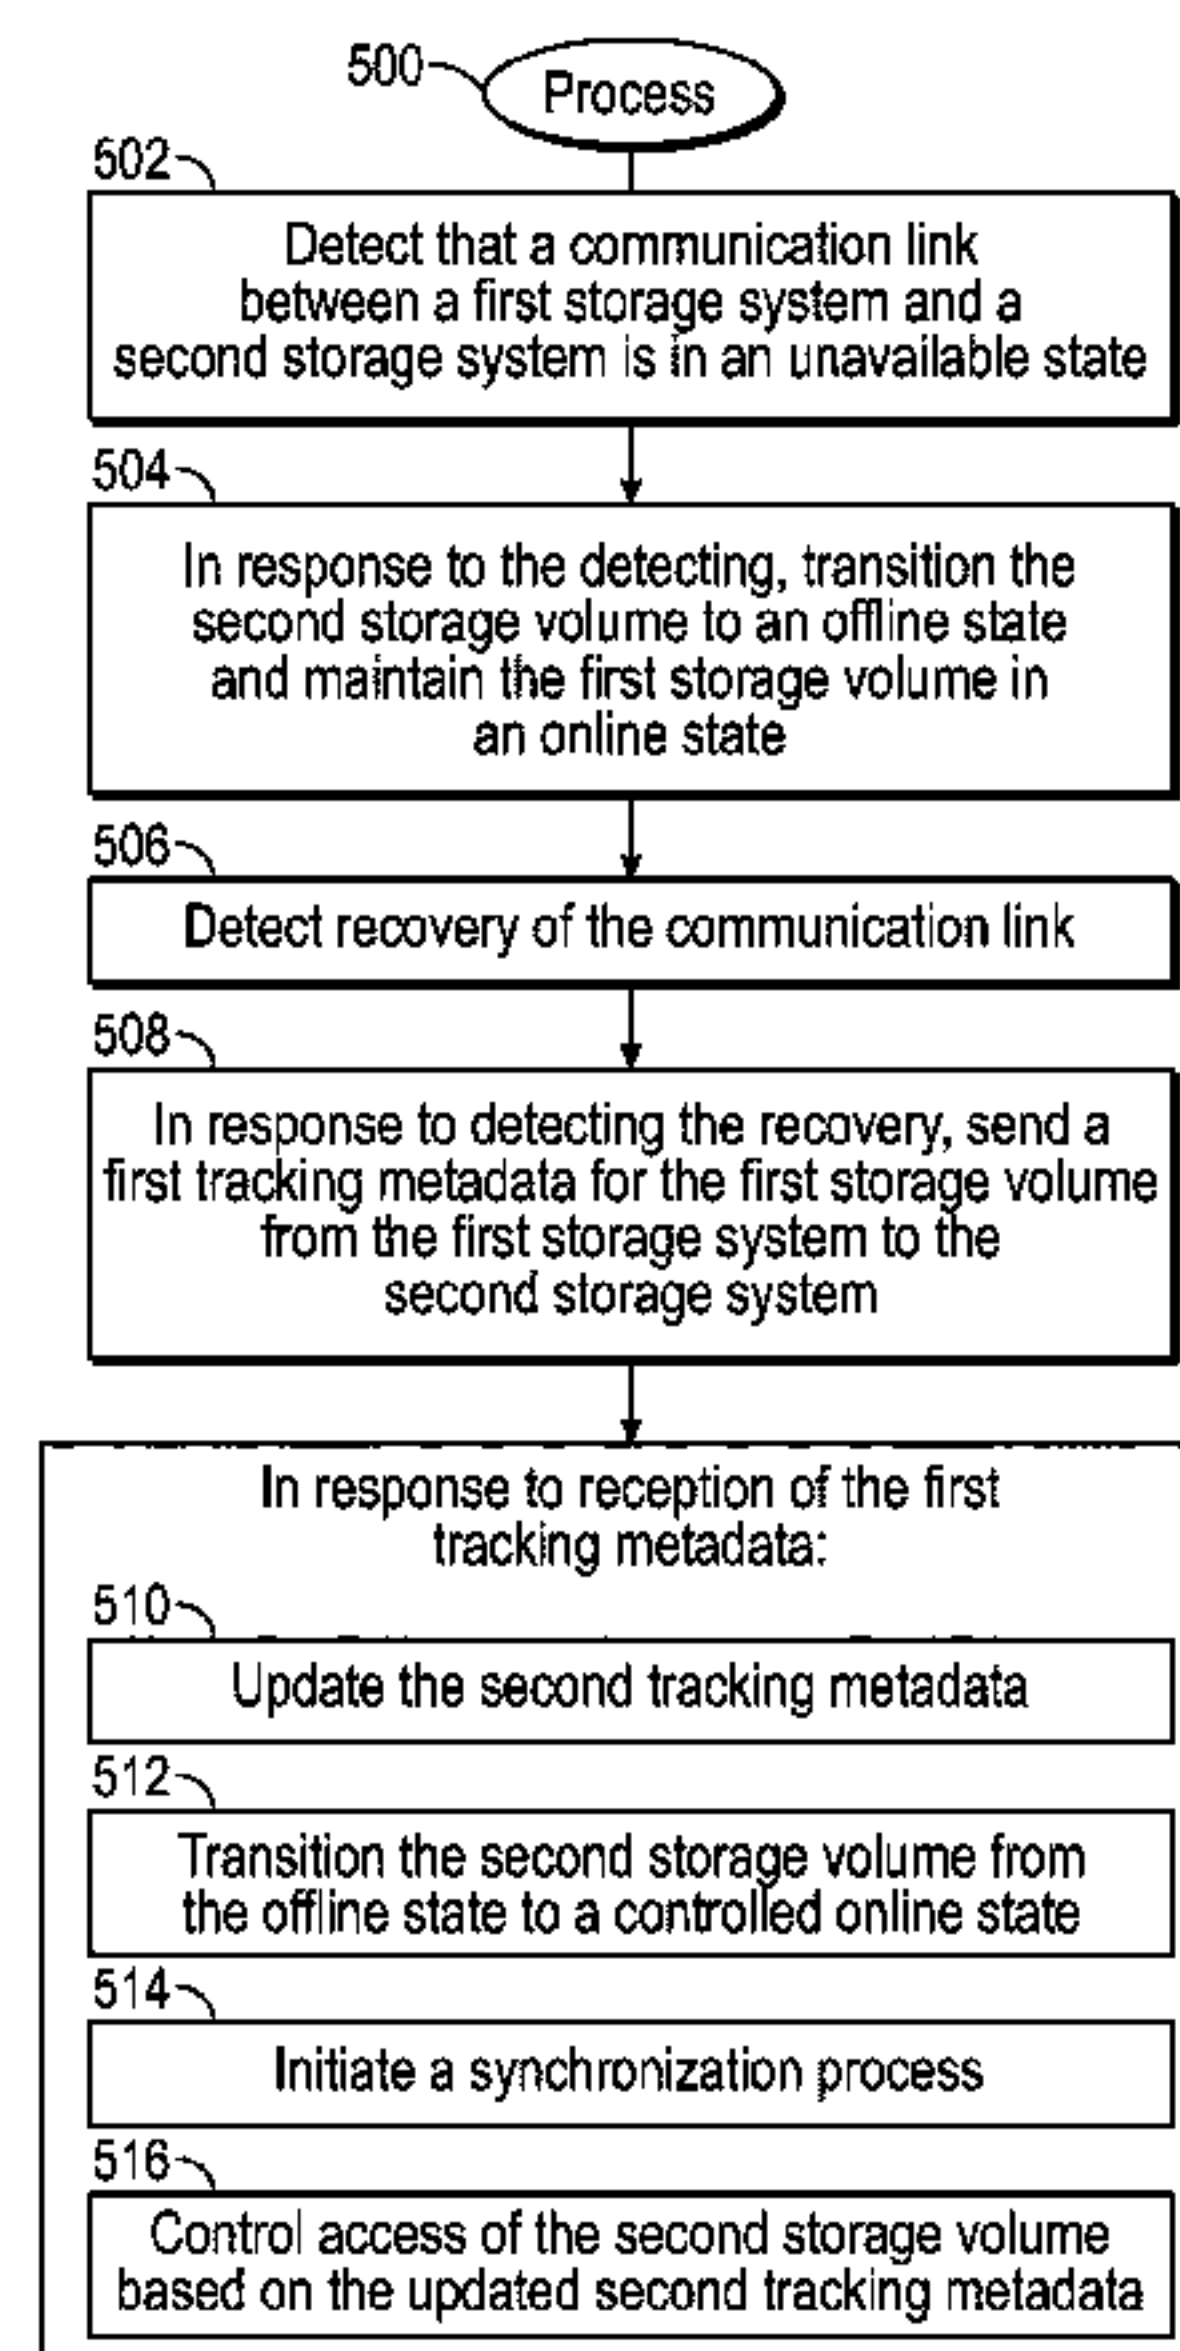 500
Process
502
Detect that a communication link
between a first storage system and a
second storage system is in an unavailable state
504
In response to the detecting, transition the
second storage volume to an offline state
and maintain the first storage volume in
an online state
506
Detect recovery of the communication link
508
In response to detecting the recovery, send a
first tracking metadata for the first storage volume
from the first storage system to the
second storage system
In response to reception of the first
tracking metadata:
510
Update the second tracking metadata
512
Transition the second storage volume from
the offline state to a controlled online state
514
Initiate a synchronization process
516
Control access of the second storage volume
based on the updated second tracking metadata